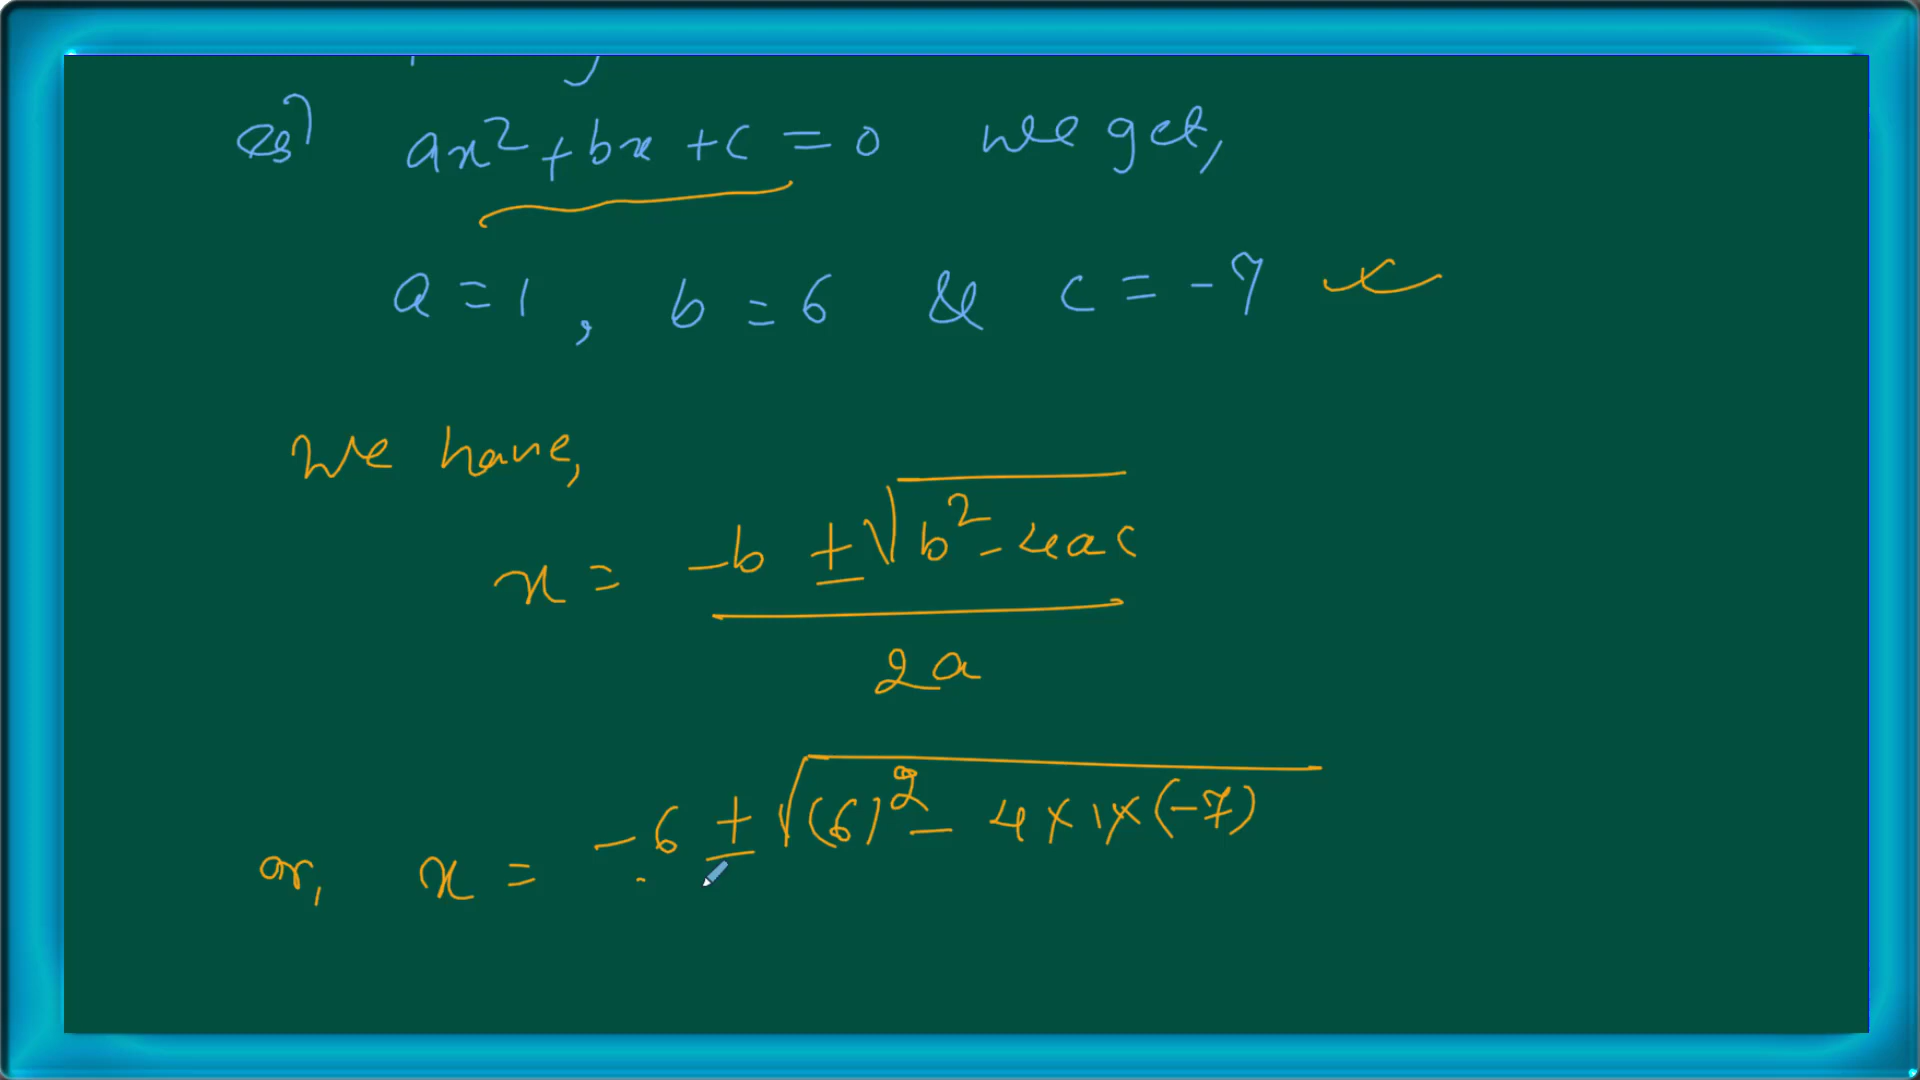 ax² + bx + c = 0 we get,
a = 1, b = 6 & c = -7
We have,
x = -b ± √b² - 4ac
2a
or, x = -6 ± √(6)² - 4 × 1 × (-7)